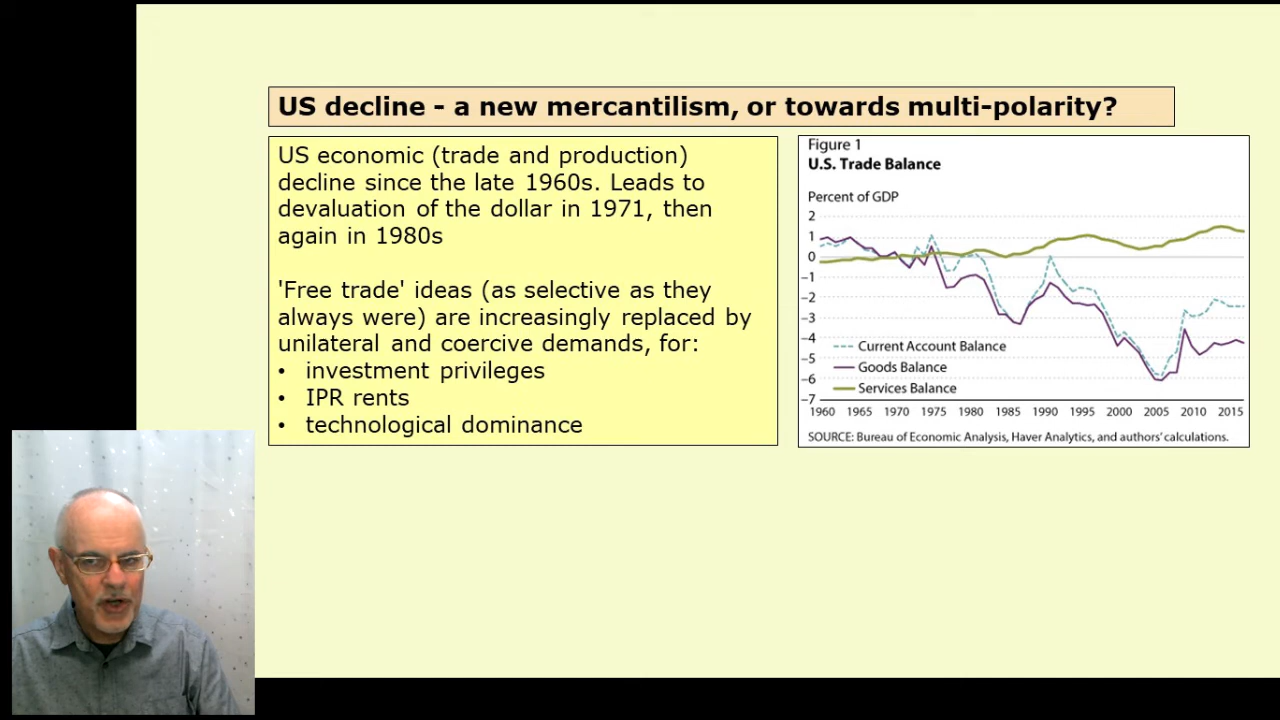 US decline - a new mercantilism, or towards multi-polarity?
US economic (trade and production)
decline since the late 1960s. Leads to
devaluation of the dollar in 1971, then
again in 1980s
'Free trade' ideas (as selective as they
always were) are increasingly replaced by
unilateral and coercive demands, for:
• investment privileges
• IPR rents
• technological dominance
Figure 1
U.S. Trade Balance
Percent of GDP
2
1
0
−1
−2
−3
−4
−5
−6
−7
Current Account Balance
Goods Balance
Services Balance
1960 1965 1970 1975 1980 1985 1990 1995 2000 2005 2010 2015
SOURCE: Bureau of Economic Analysis, Haver Analytics, and authors' calculations.